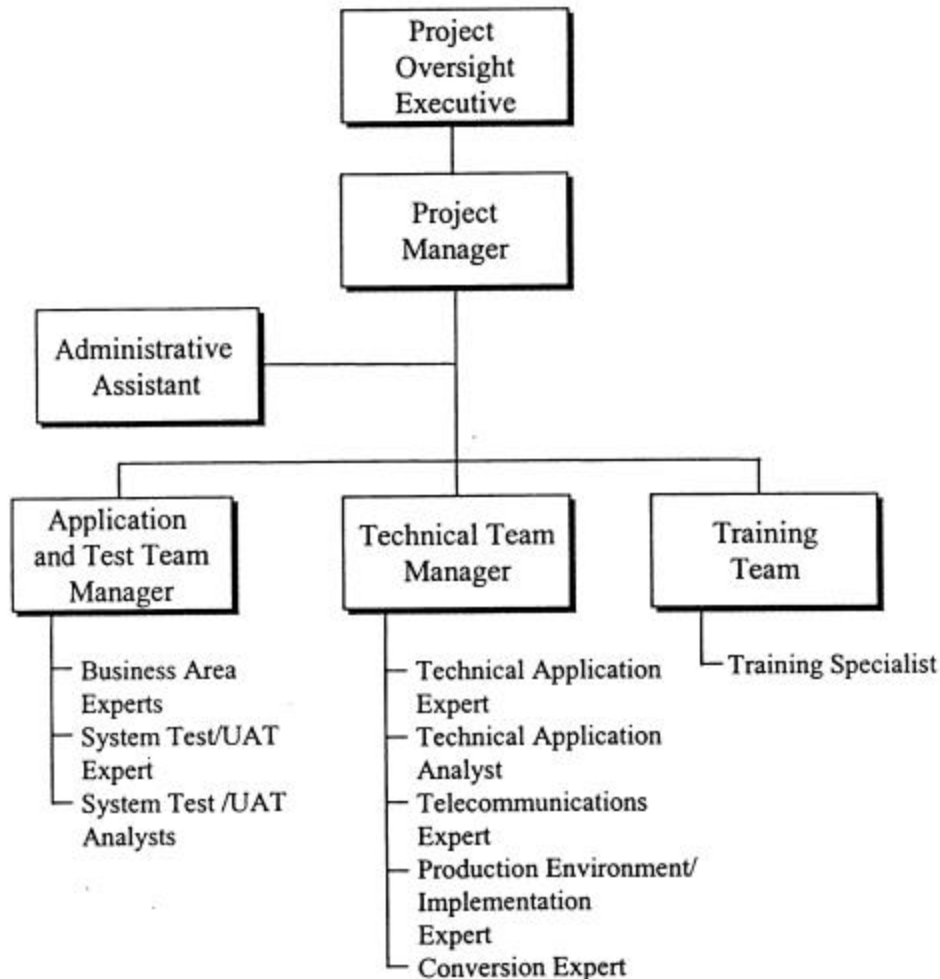 Project
Oversight
Executive
Project
Manager
Administrative
Assistant
Application
and Test Team
Manager
Technical Team
Manager
Training
Team
Business Area
Experts
System Test/UAT
Expert
System Test /UAT
Analysts
Technical Application
Expert
Technical Application
Analyst
Telecommunications
Expert
Production Environment/
Implementation
Expert
Conversion Expert
Training Specialist